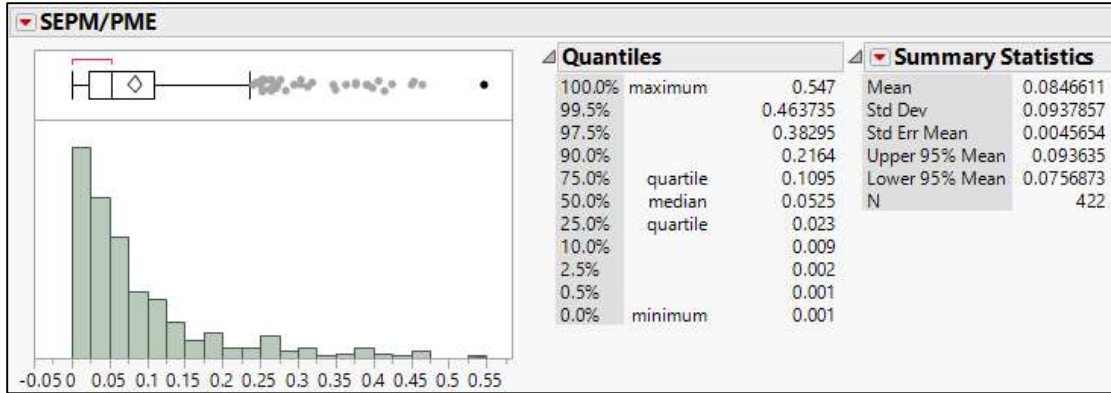 SEPM/PME
Quantiles
100.0% maximum 0.547
99.5% 0.463735
97.5% 0.38295
90.0% 0.2164
75.0% quartile 0.1095
50.0% median 0.0525
25.0% quartile 0.023
10.0% 0.009
2.5% 0.002
0.5% 0.001
0.0% minimum 0.001
Summary Statistics
Mean 0.0846611
Std Dev 0.0937857
Std Err Mean 0.0045654
Upper 95% Mean 0.093635
Lower 95% Mean 0.0756873
N 422
-0.05 0 0.05 0.1 0.15 0.2 0.25 0.3 0.35 0.4 0.45 0.5 0.55